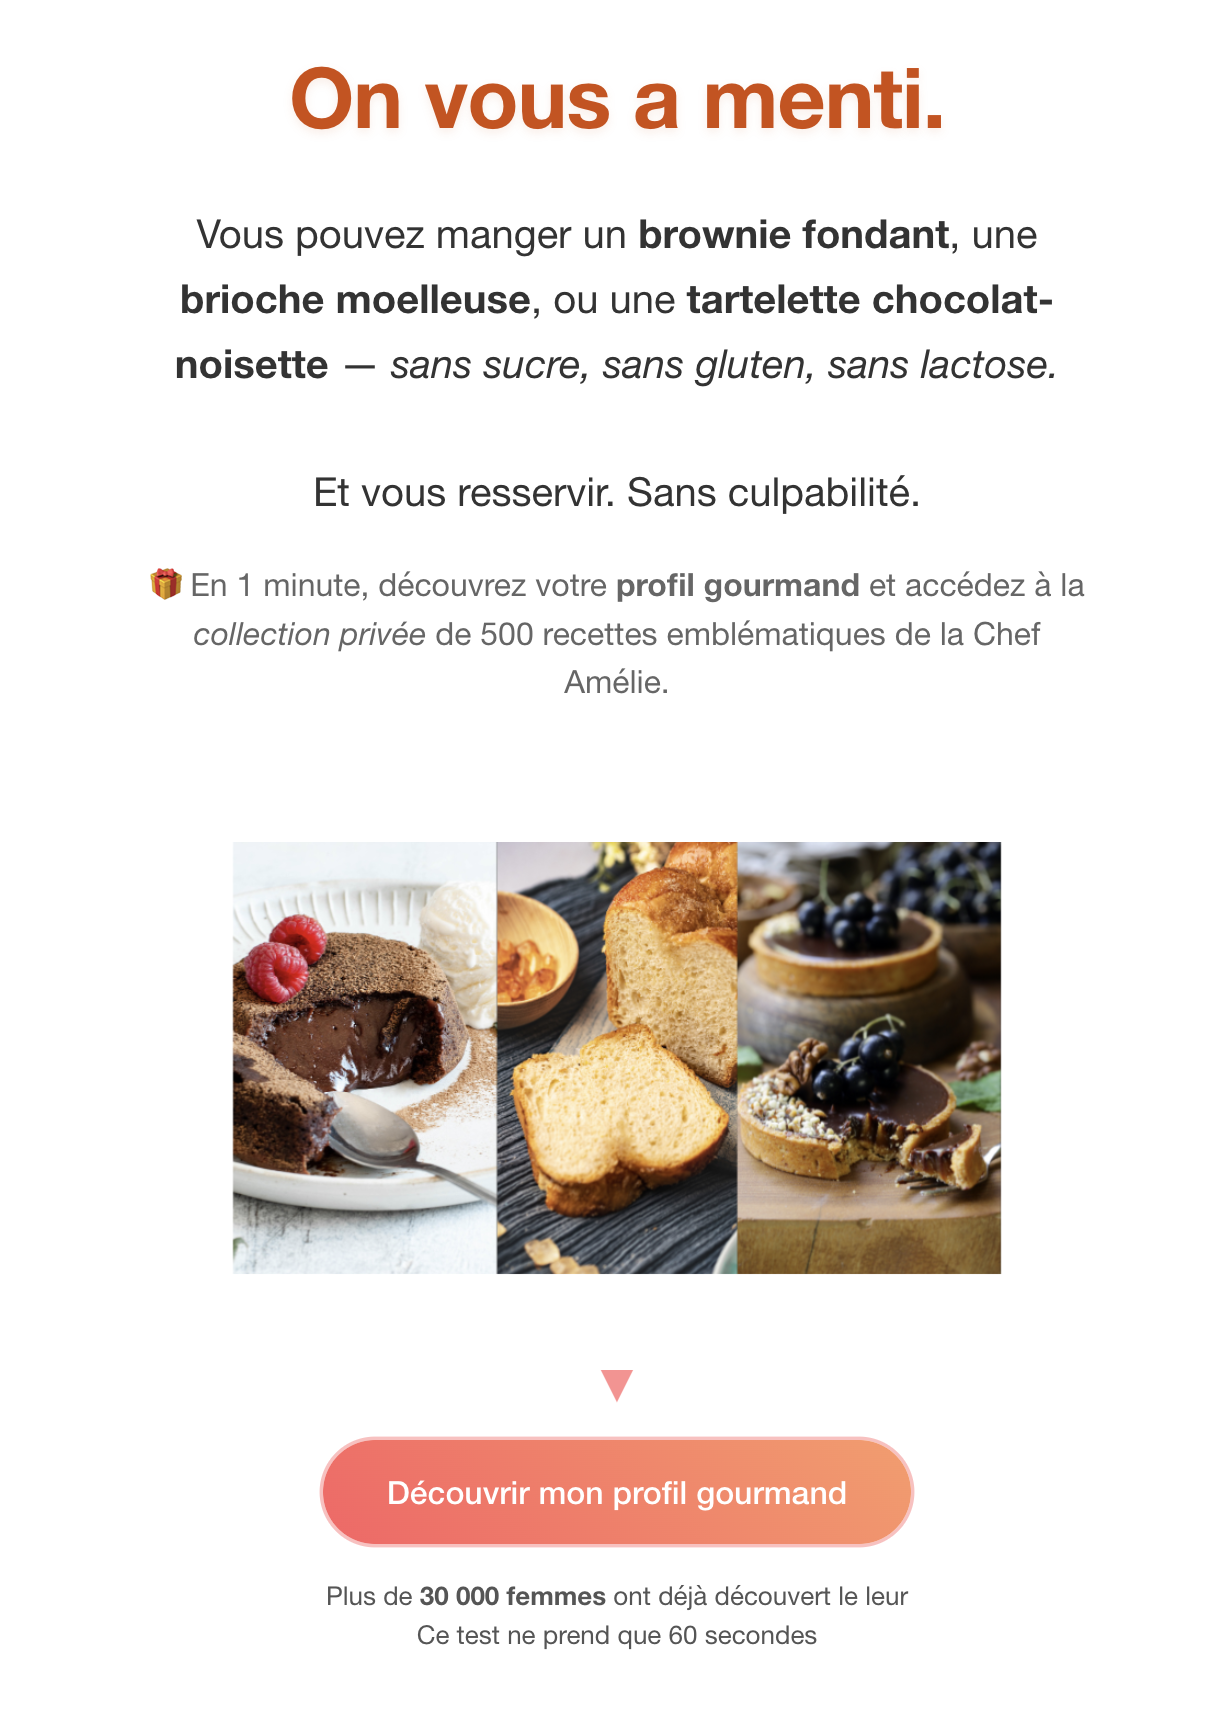 On vous a menti.
Vous pouvez manger un brownie fondant, une
brioche moelleuse, ou une tartelette chocolat-
noisette — sans sucre, sans gluten, sans lactose.
Et vous resservir. Sans culpabilité.
🎁 En 1 minute, découvrez votre profil gourmand et accédez à la
collection privée de 500 recettes emblématiques de la Chef
Amélie.
Découvrir mon profil gourmand
Plus de 30 000 femmes ont déjà découvert le leur
Ce test ne prend que 60 secondes